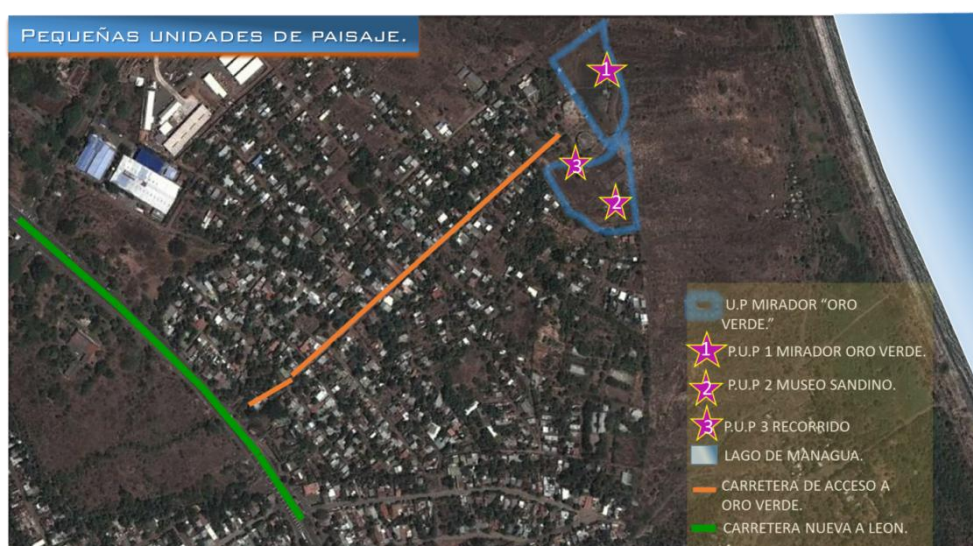 PEQUEÑAS UNIDADES DE PAISAJE.
1
3
2
U.P MIRADOR "ORO
VERDE."
1 P.U.P 1 MIRADOR ORO VERDE.
2 P.U.P 2 MUSEO SANDINO.
3 P.U.P 3 RECORRIDO
LAGO DE MANAGUA.
CARRETERA DE ACCESO A
ORO VERDE.
CARRETERA NUEVA A LEON.